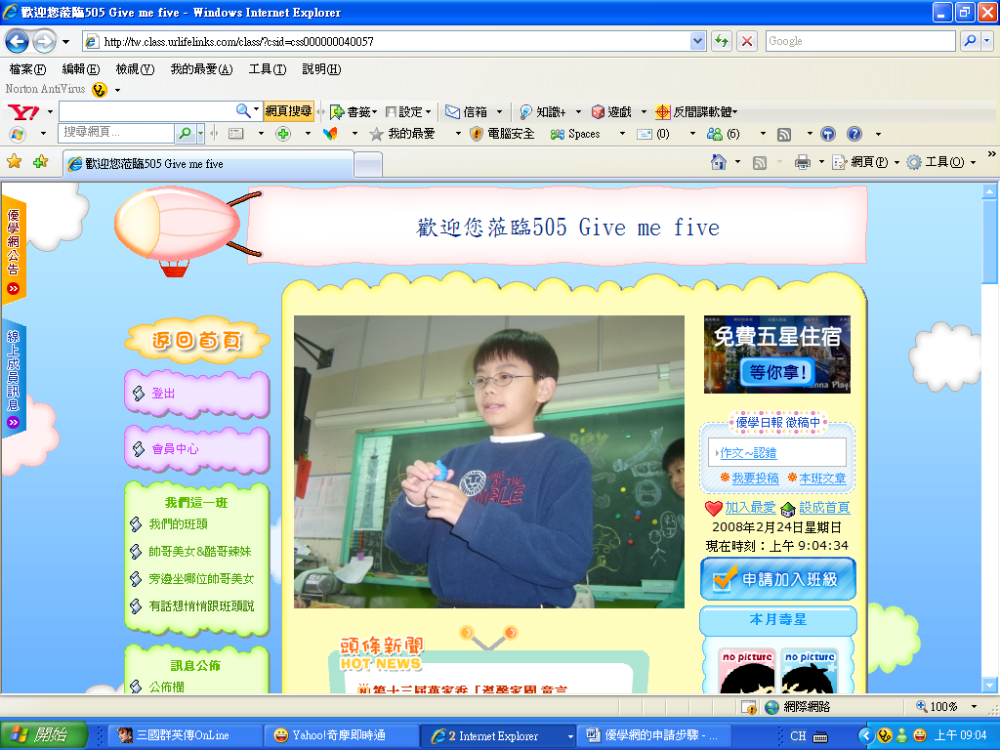 歡迎您蒞臨505 Give me five - Windows Internet Explorer
http://tw.class.urlifelinks.com/class/?csid=css000000040057
Google
檔案(F) 編輯(E) 檢視(V) 我的最愛(A) 工具(T) 說明(H)
Norton AntiVirus
Y! 網頁搜尋 書籤 設定 信箱 知識+ 遊戲 反間諜軟體
搜尋網頁... 我的最愛 電腦安全 Spaces (0) (6)
歡迎您蒞臨505 Give me five
網頁(P) 工具(O)
優學網公告
線上成員訊息
歡迎您蒞臨505 Give me five
返回首頁
登出
會員中心
我們這一班
我們的班頭
帥哥美女&酷哥辣妹
旁邊坐哪位帥哥美女
有話想悄悄跟班頭說
訊息公佈
公佈欄
KING OF THE
頭條新聞
HOT NEWS
第十三屆萬家香「溫馨家園 童言
免費五星住宿
等你拿!
優學日報 徵稿中
作文~認錯
我要投稿 本班文章
加入最愛 設成首頁
2008年2月24日星期日
現在時刻：上午 9:04:34
申請加入班級
本月壽星
no picture no picture
網際網路 100%
開始 三國群英傳OnLine Yahoo!奇摩即時通 2 Internet Explorer 優學網的申請步驟 - CH 上午 09:04